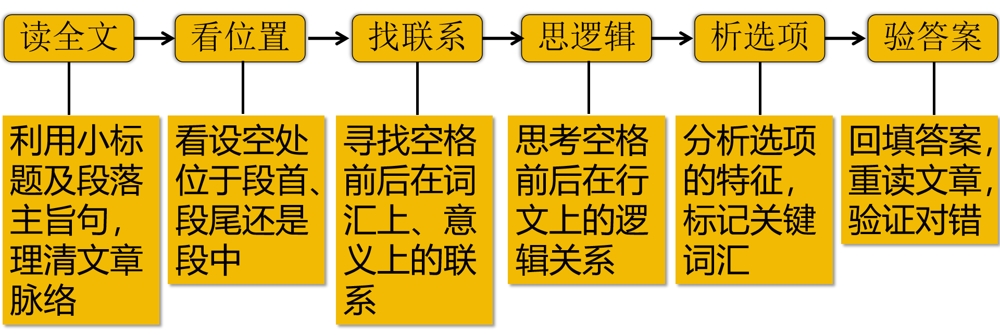 读全文
看位置
找联系
思逻辑
析选项
验答案
利用小标
题及段落
主旨句，
理清文章
脉络
看设空处
位于段首、
段尾还是
段中
寻找空格
前后在词
汇上、意
义上的联
系
思考空格
前后在行
文上的逻
辑关系
分析选项
的特征，
标记关键
词汇
回填答案，
重读文章，
验证对错